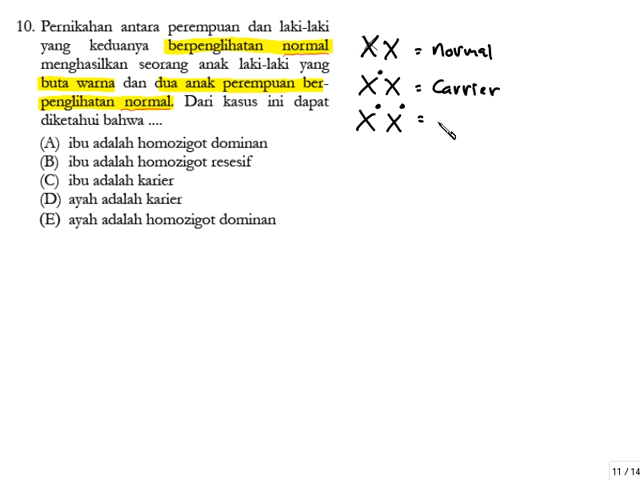 10. Pernikahan antara perempuan dan laki-laki
yang keduanya berpenglihatan normal
menghasilkan seorang anak laki-laki yang
buta warna dan dua anak perempuan ber-
penglihatan normal. Dari kasus ini dapat
diketahui bahwa ....
(A) ibu adalah homozigot dominan
(B) ibu adalah homozigot resesif
(C) ibu adalah karier
(D) ayah adalah karier
(E) ayah adalah homozigot dominan
XX = normal
X•X = Carrier
X•X• =
11 / 14